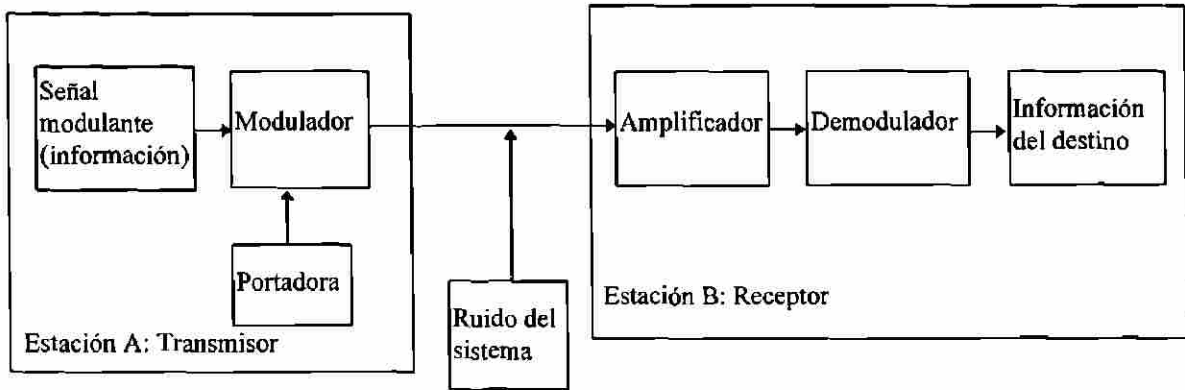 Señal
modulante
(información)
Modulador
Portadora
Estación A: Transmisor
Ruido del
sistema
Amplificador
Demodulador
Información
del destino
Estación B: Receptor